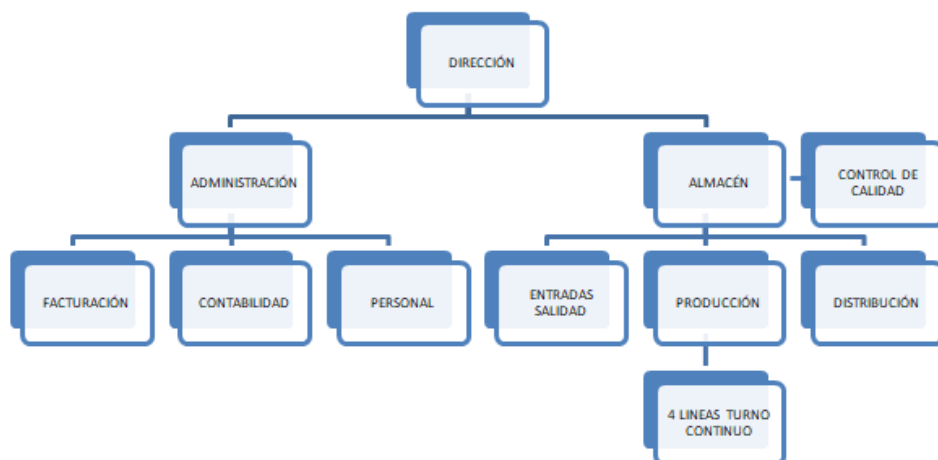 DIRECCIÓN
ADMINISTRACIÓN
ALMACÉN
CONTROL DE
CALIDAD
FACTURACIÓN
CONTABILIDAD
PERSONAL
ENTRADAS
SALIDAD
PRODUCCIÓN
DISTRIBUCIÓN
4 LINEAS TURNO
CONTINUO